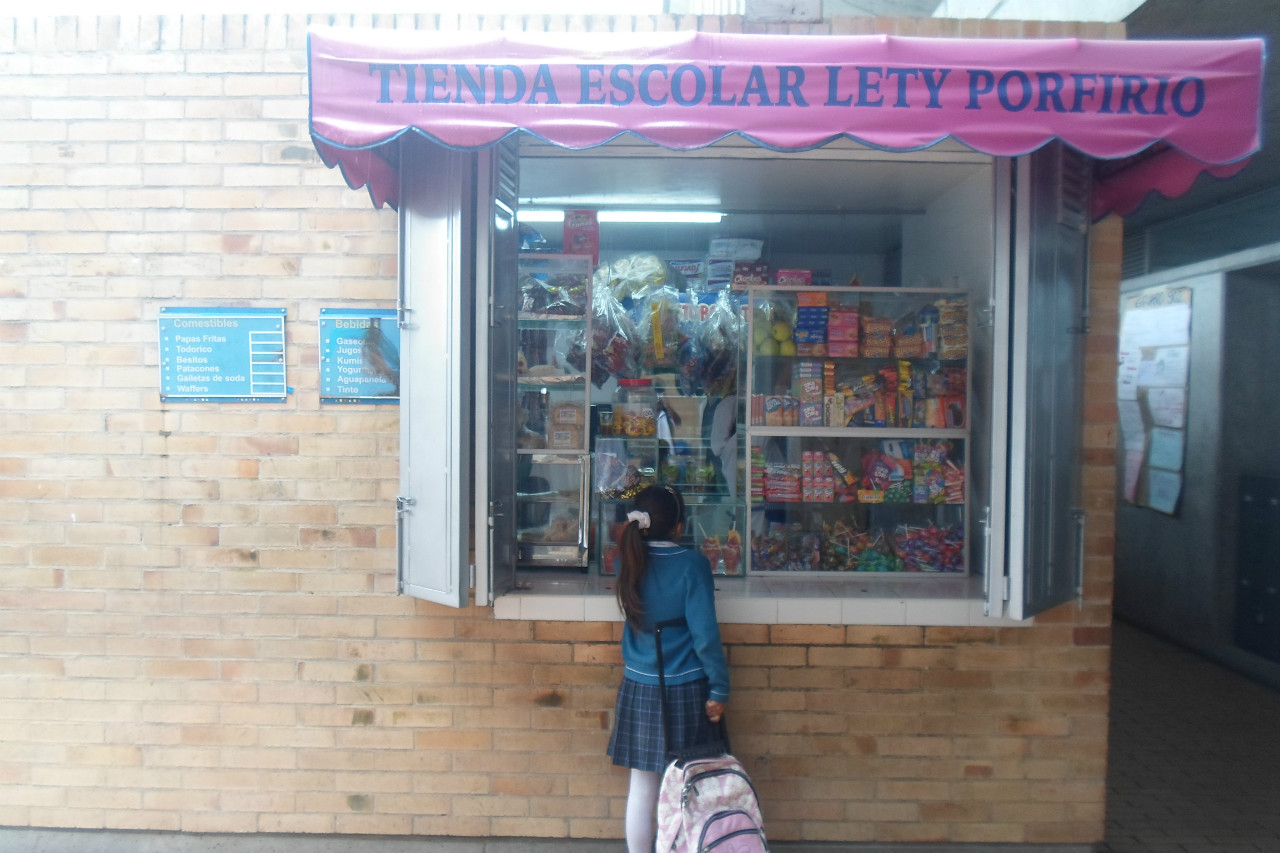 TIENDA ESCOLAR LETY PORFIRIO
Comestibles
Papas Fritas
Todorico
Besitos
Patacones
Galletas de soda
Waffers
Bebida
Gaseo
Jugos
Kumi
Yogur
Aguapanela
Tinto